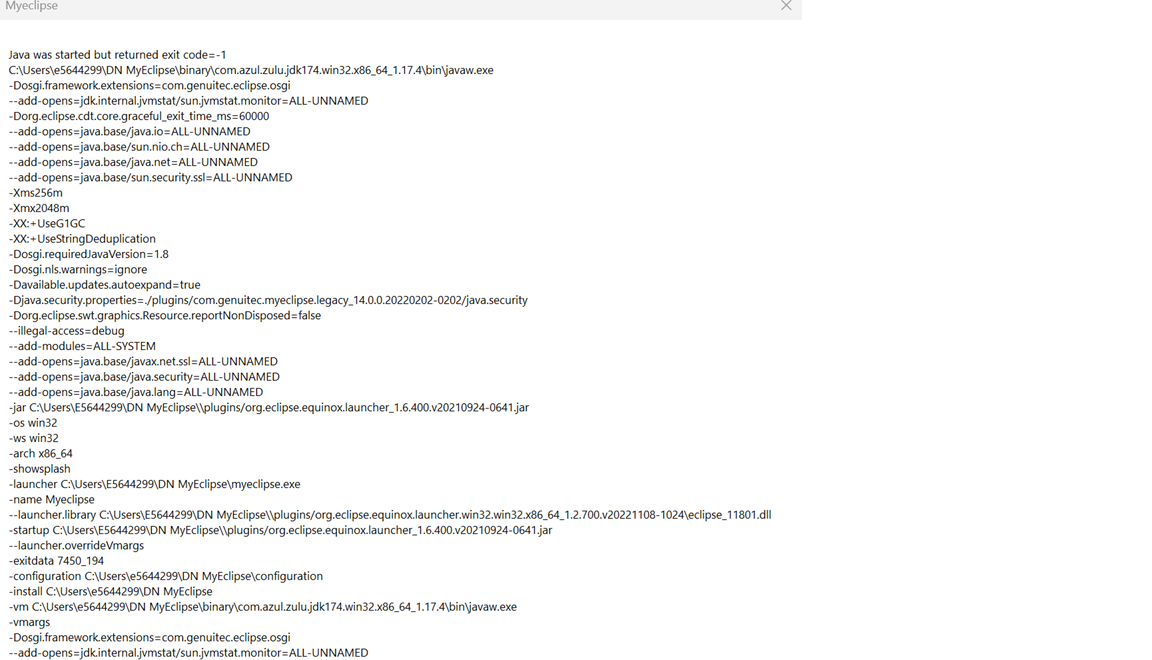 Myeclipse
Java was started but returned exit code=-1
C:\Users\e5644299\DN MyEclipse\binary\com.azul.zulu.jdk174.win32.x86_64_1.17.4\bin\javaw.exe
-Dosgi.framework.extensions=com.genuitec.eclipse.osgi
--add-opens=jdk.internal.jvmstat/sun.jvmstat.monitor=ALL-UNNAMED
-Dorg.eclipse.cdt.core.graceful_exit_time_ms=60000
--add-opens=java.base/java.io=ALL-UNNAMED
--add-opens=java.base/sun.nio.ch=ALL-UNNAMED
--add-opens=java.base/java.net=ALL-UNNAMED
--add-opens=java.base/sun.security.ssl=ALL-UNNAMED
-Xms256m
-Xmx2048m
-XX:+UseG1GC
-XX:+UseStringDeduplication
-Dosgi.requiredJavaVersion=1.8
-Dosgi.nls.warnings=ignore
-Davailable.updates.autoexpand=true
-Djava.security.properties=./plugins/com.genuitec.myeclipse.legacy_14.0.0.20220202-0202/java.security
-Dorg.eclipse.swt.graphics.Resource.reportNonDisposed=false
--illegal-access=debug
--add-modules=ALL-SYSTEM
--add-opens=java.base/javax.net.ssl=ALL-UNNAMED
--add-opens=java.base/java.security=ALL-UNNAMED
--add-opens=java.base/java.lang=ALL-UNNAMED
-jar C:\Users\E5644299\DN MyEclipse\\plugins/org.eclipse.equinox.launcher_1.6.400.v20210924-0641.jar
-os win32
-ws win32
-arch x86_64
-showsplash
-launcher C:\Users\E5644299\DN MyEclipse\myeclipse.exe
-name Myeclipse
--launcher.library C:\Users\E5644299\DN MyEclipse\\plugins/org.eclipse.equinox.launcher.win32.win32.x86_64_1.2.700.v20221108-1024\eclipse_11801.dll
-startup C:\Users\E5644299\DN MyEclipse\\plugins/org.eclipse.equinox.launcher_1.6.400.v20210924-0641.jar
--launcher.overrideVmargs
-exitdata 7450_194
-configuration C:\Users\e5644299\DN MyEclipse\configuration
-install C:\Users\e5644299\DN MyEclipse
-vm C:\Users\e5644299\DN MyEclipse\binary\com.azul.zulu.jdk174.win32.x86_64_1.17.4\bin\javaw.exe
-vmargs
-Dosgi.framework.extensions=com.genuitec.eclipse.osgi
--add-opens=jdk.internal.jvmstat/sun.jvmstat.monitor=ALL-UNNAMED